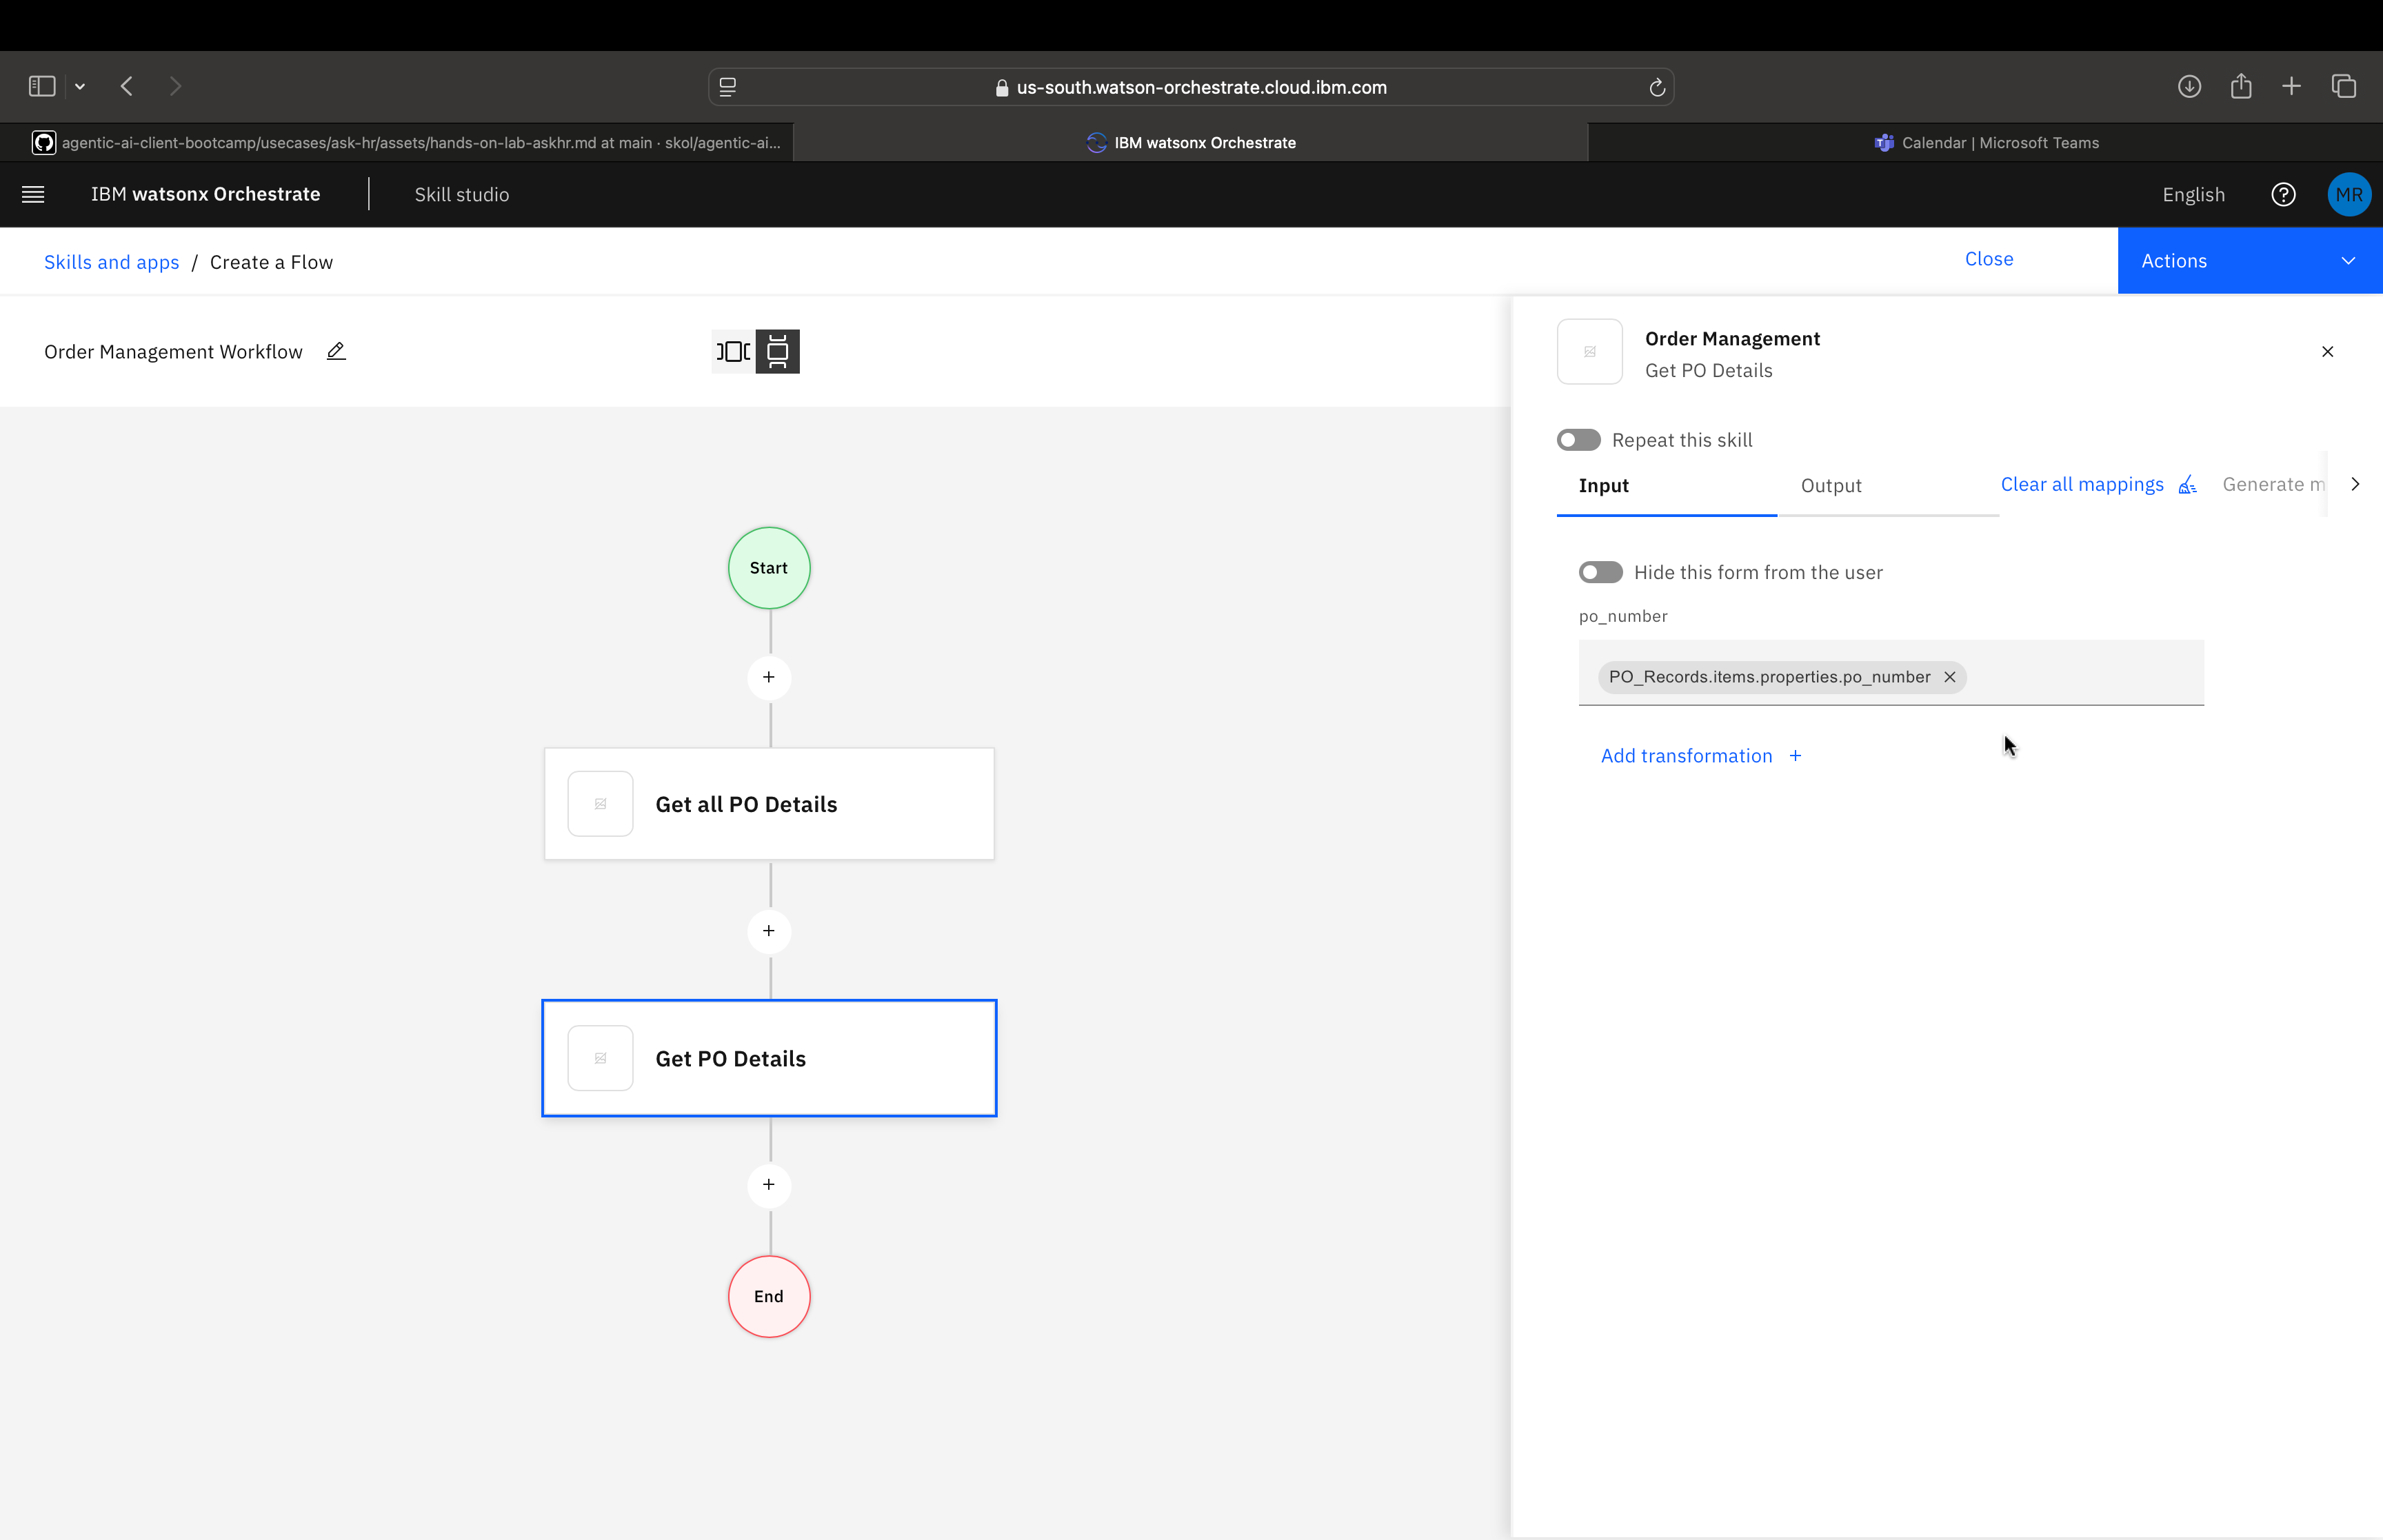 us-south.watson-orchestrate.cloud.ibm.com
agentic-ai-client-bootcamp/usecases/ask-hr/assets/hands-on-lab-askhr.md at main · skol/agentic-ai...
IBM watsonx Orchestrate
Calendar | Microsoft Teams
IBM watsonx Orchestrate
Skill studio
English
MR
Skills and apps / Create a Flow
Close
Actions
Order Management Workflow
Order Management
Get PO Details
Repeat this skill
Input
Output
Clear all mappings
Generate m
Hide this form from the user
po_number
PO_Records.items.properties.po_number
Add transformation +
Start
Get all PO Details
Get PO Details
End